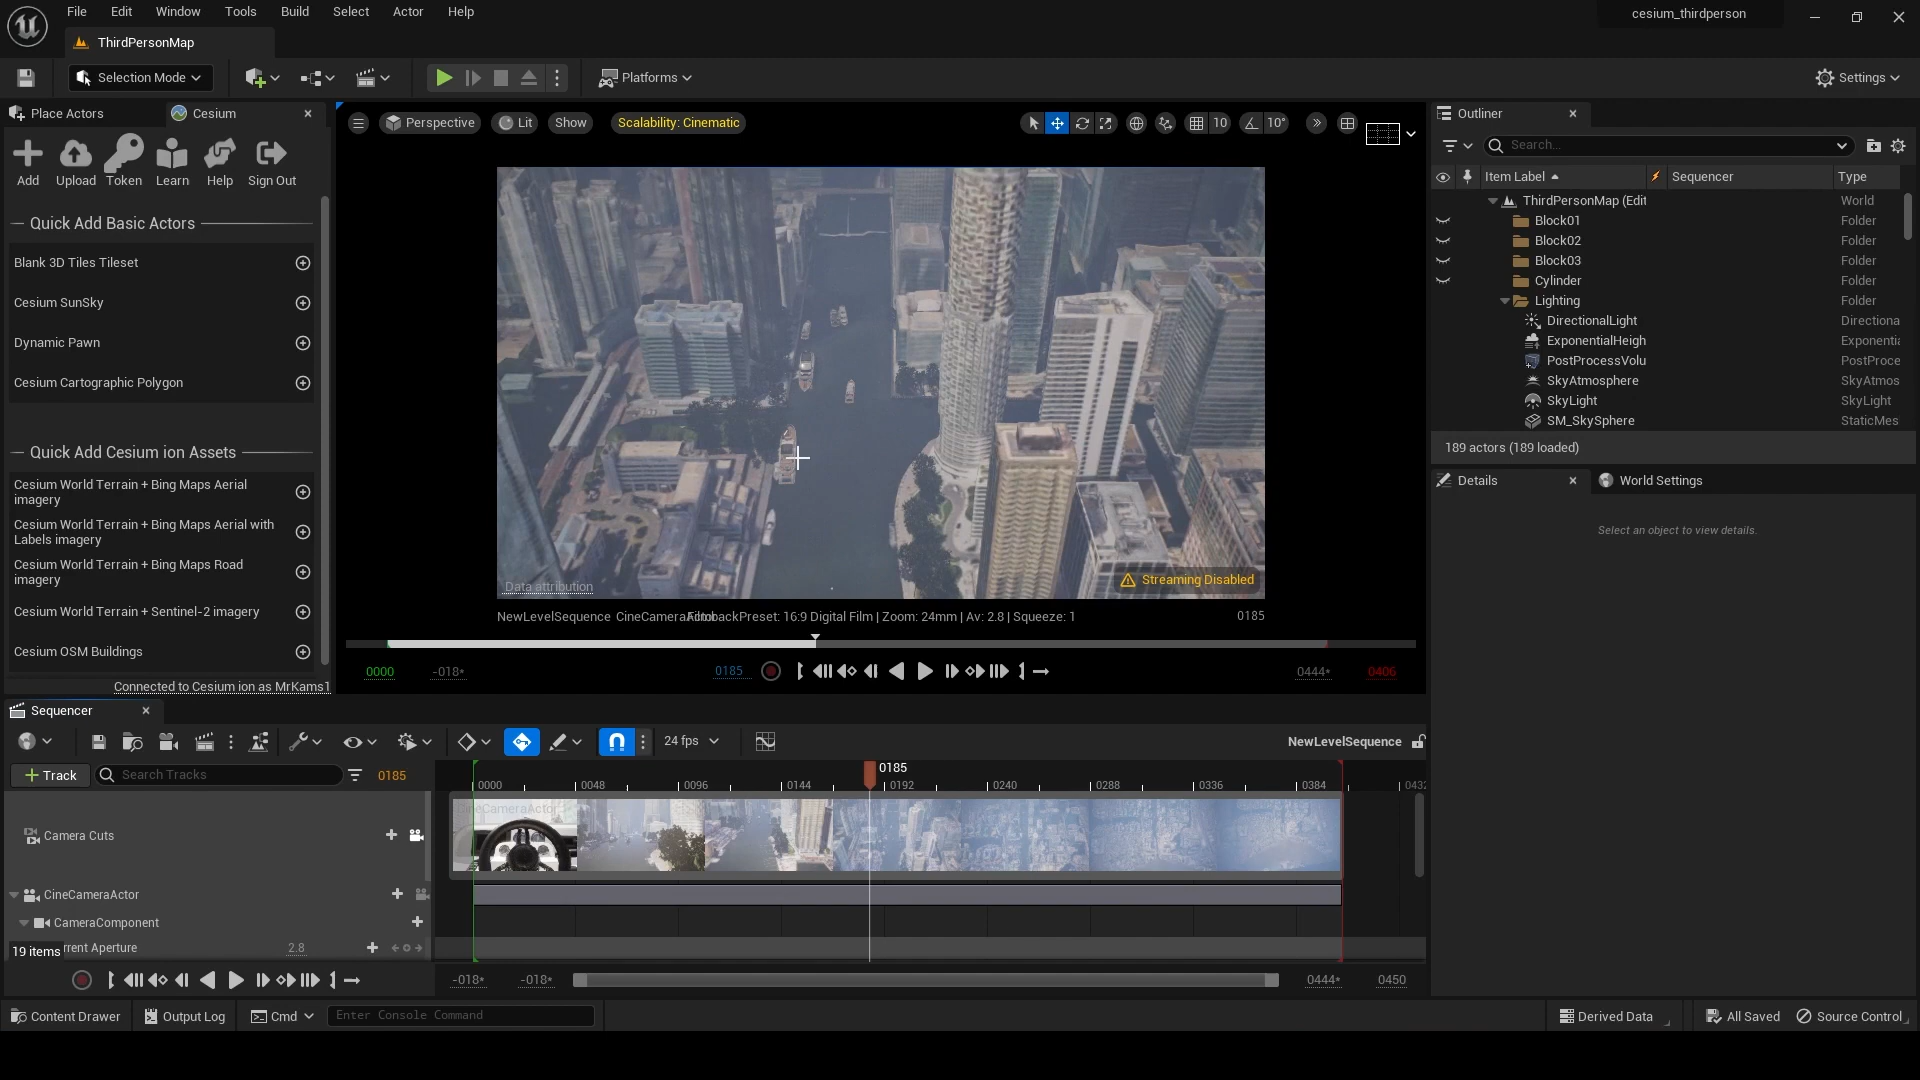 File Edit Window Tools Build Select Actor Help
cesium_thirdperson
ThirdPersonMap
Selection Mode
Platforms
Settings
Place Actors
Cesium
Add Upload Token Learn Help Sign Out
Quick Add Basic Actors
Blank 3D Tiles Tileset
Cesium SunSky
Dynamic Pawn
Cesium Cartographic Polygon
Quick Add Cesium ion Assets
Cesium World Terrain + Bing Maps Aerial
imagery
Cesium World Terrain + Bing Maps Aerial with
Labels imagery
Cesium World Terrain + Bing Maps Road
imagery
Cesium World Terrain + Sentinel-2 imagery
Cesium OSM Buildings
Connected to Cesium ion as MrKams1
Perspective Lit Show Scalability: Cinematic
10 10°
Data attribution
Streaming Disabled
NewLevelSequence CineCameraActor FilmbackPreset: 16:9 Digital Film | Zoom: 24mm | Av: 2.8 | Squeeze: 1 0185
0000 -018* 0185 0444* 0406
Outliner
Search...
Item Label Sequencer Type
ThirdPersonMap (Edit World
Block01 Folder
Block02 Folder
Block03 Folder
Cylinder Folder
Lighting Folder
DirectionalLight Directiona
ExponentialHeigh Exponentia
PostProcessVolu PostProce
SkyAtmosphere SkyAtmos
SkyLight SkyLight
SM_SkySphere StaticMes
189 actors (189 loaded)
Details
World Settings
Select an object to view details.
Sequencer
24 fps
NewLevelSequence
Track
Search Tracks
0185
0185
0000 0048 0096 0144 0192 0240 0288 0336 0384 0432
CineCameraActor
Camera Cuts
CineCameraActor
CameraComponent
19 items
rrent Aperture 2.8
-018* -018* 0444* 0450
Content Drawer
Output Log
Cmd
Enter Console Command
Derived Data
All Saved
Source Control